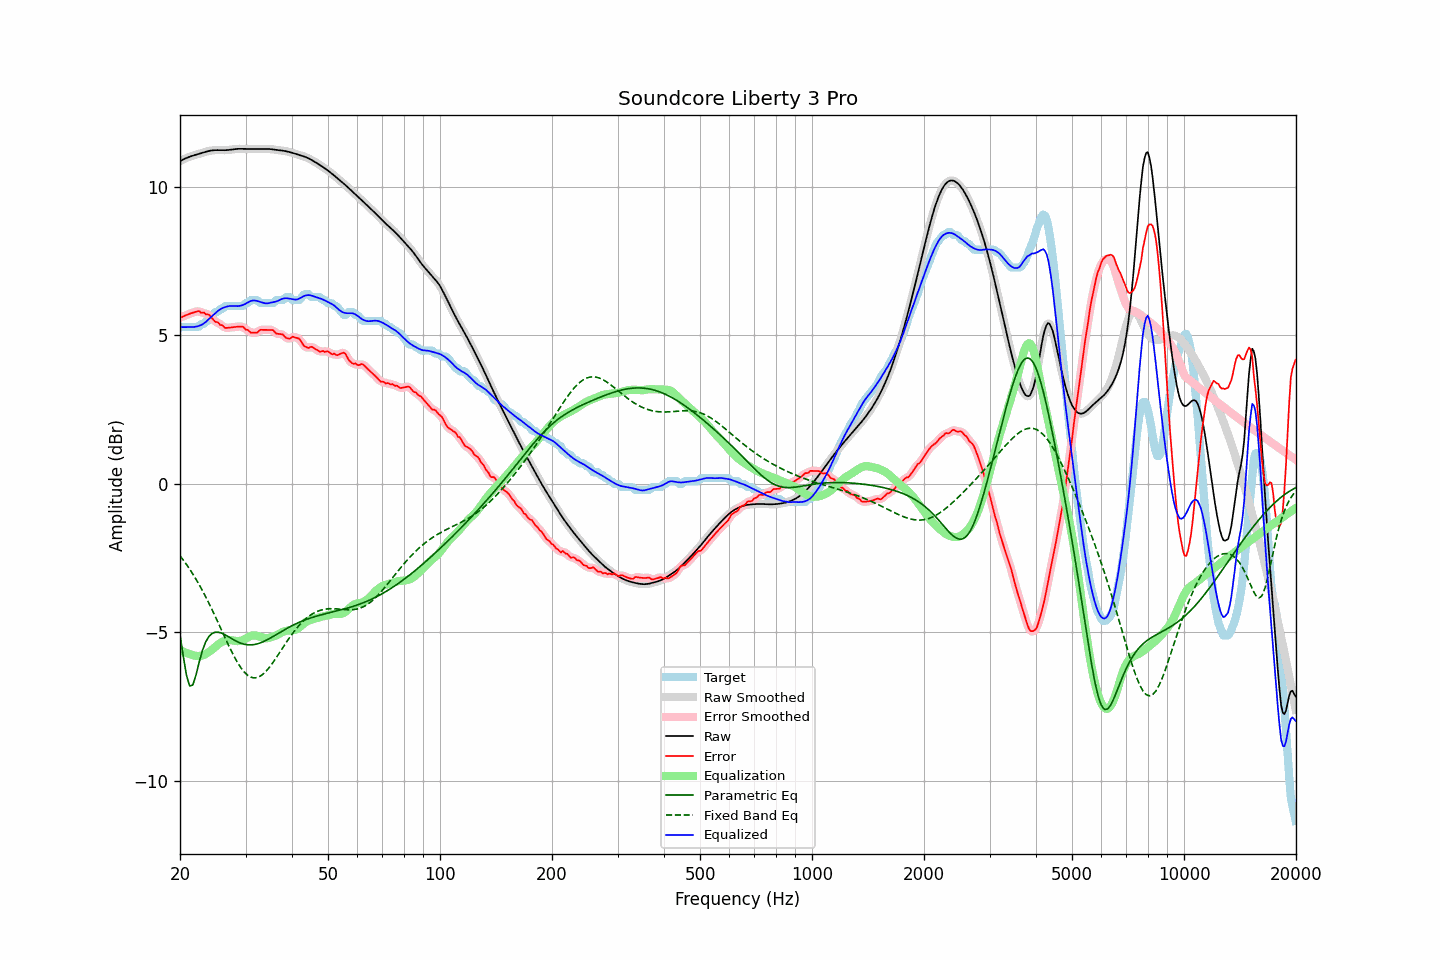 Soundcore Liberty 3 Pro
Amplitude (dBr)
10
5
0
−5
−10
Target
Raw Smoothed
Error Smoothed
Raw
Error
Equalization
Parametric Eq
Fixed Band Eq
Equalized
20 50 100 200 500 1000 2000 5000 10000 20000
Frequency (Hz)